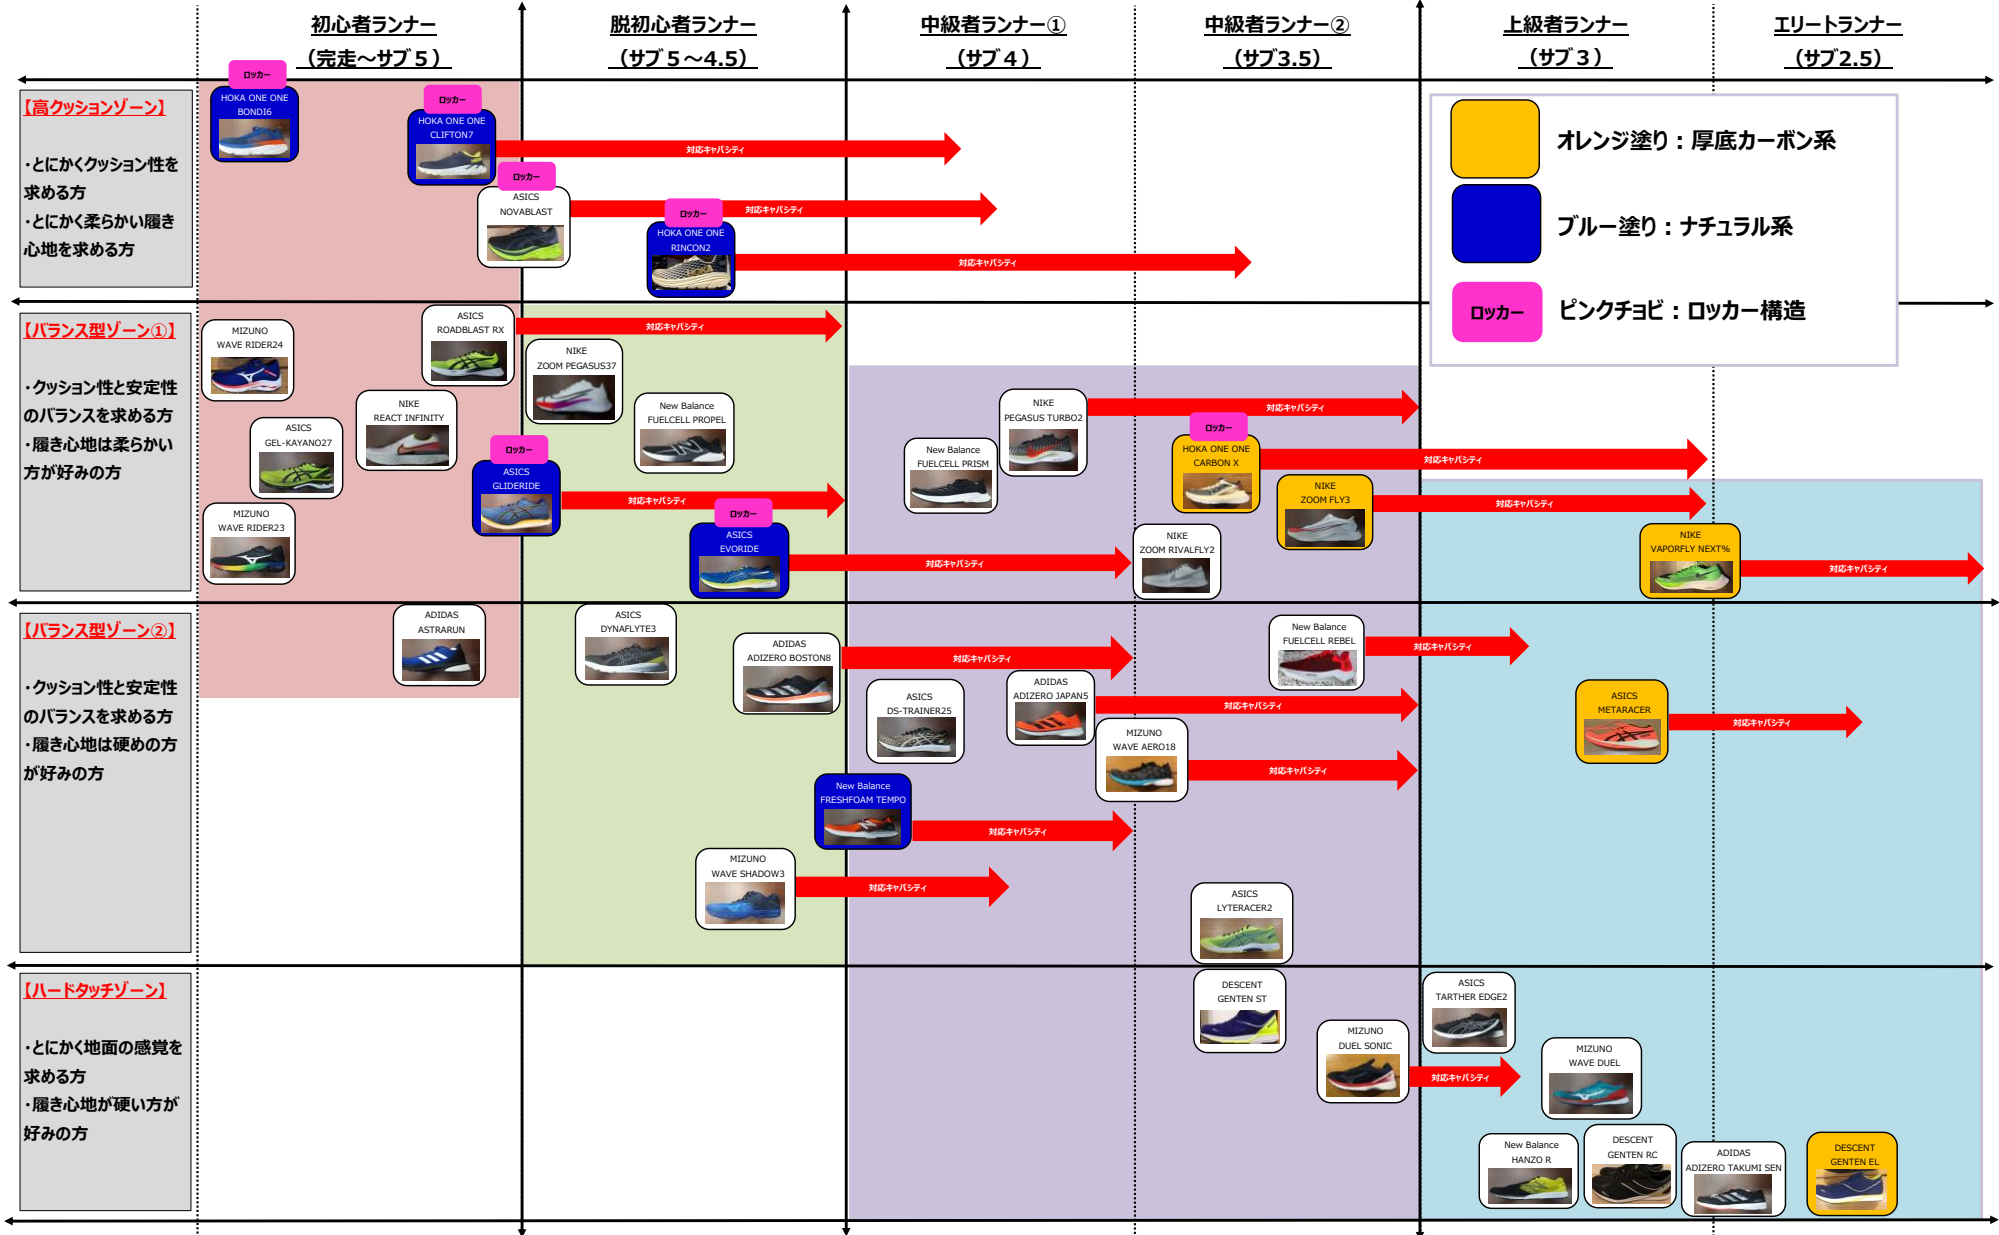 初心者ランナー
（完走～サブ５）
脱初心者ランナー
（サブ５～4.5）
中級者ランナー①
（サブ４）
中級者ランナー②
（サブ3.5）
上級者ランナー
（サブ３）
エリートランナー
（サブ2.5）
【高クッションゾーン】
・とにかくクッション性を
求める方
・とにかく柔らかい履き
心地を求める方
ロッカー
HOKA ONE ONE
BONDI6
ロッカー
HOKA ONE ONE
CLIFTON7
対応キャパシティ
ロッカー
ASICS
NOVABLAST
対応キャパシティ
ロッカー
HOKA ONE ONE
RINCON2
対応キャパシティ
オレンジ塗り：厚底カーボン系
ブルー塗り：ナチュラル系
ロッカー
ピンクチョビ：ロッカー構造
【バランス型ゾーン①】
・クッション性と安定性
のバランスを求める方
・履き心地は柔らかい
方が好みの方
MIZUNO
WAVE RIDER24
ASICS
ROADBLAST RX
対応キャパシティ
NIKE
REACT INFINITY
ASICS
GEL-KAYANO27
MIZUNO
WAVE RIDER23
ロッカー
ASICS
GLIDERIDE
対応キャパシティ
NIKE
ZOOM PEGASUS37
New Balance
FUELCELL PROPEL
ロッカー
ASICS
EVORIDE
対応キャパシティ
New Balance
FUELCELL PRISM
NIKE
PEGASUS TURBO2
対応キャパシティ
ロッカー
HOKA ONE ONE
CARBON X
対応キャパシティ
NIKE
ZOOM FLY3
対応キャパシティ
NIKE
ZOOM RIVALFLY2
NIKE
VAPORFLY NEXT%
対応キャパシティ
【バランス型ゾーン②】
・クッション性と安定性
のバランスを求める方
・履き心地は硬めの方
が好みの方
ADIDAS
ASTRARUN
ASICS
DYNAFLYTE3
ADIDAS
ADIZERO BOSTON8
対応キャパシティ
ASICS
DS-TRAINER25
ADIDAS
ADIZERO JAPAN5
対応キャパシティ
MIZUNO
WAVE AERO18
対応キャパシティ
New Balance
FUELCELL REBEL
対応キャパシティ
ASICS
METARACER
対応キャパシティ
New Balance
FRESHFOAM TEMPO
対応キャパシティ
MIZUNO
WAVE SHADOW3
対応キャパシティ
ASICS
LYTERACER2
【ハードタッチゾーン】
・とにかく地面の感覚を
求める方
・履き心地が硬い方が
好みの方
DESCENT
GENTEN ST
MIZUNO
DUEL SONIC
対応キャパシティ
ASICS
TARTHER EDGE2
MIZUNO
WAVE DUEL
New Balance
HANZO R
DESCENT
GENTEN RC
ADIDAS
ADIZERO TAKUMI SEN
DESCENT
GENTEN EL